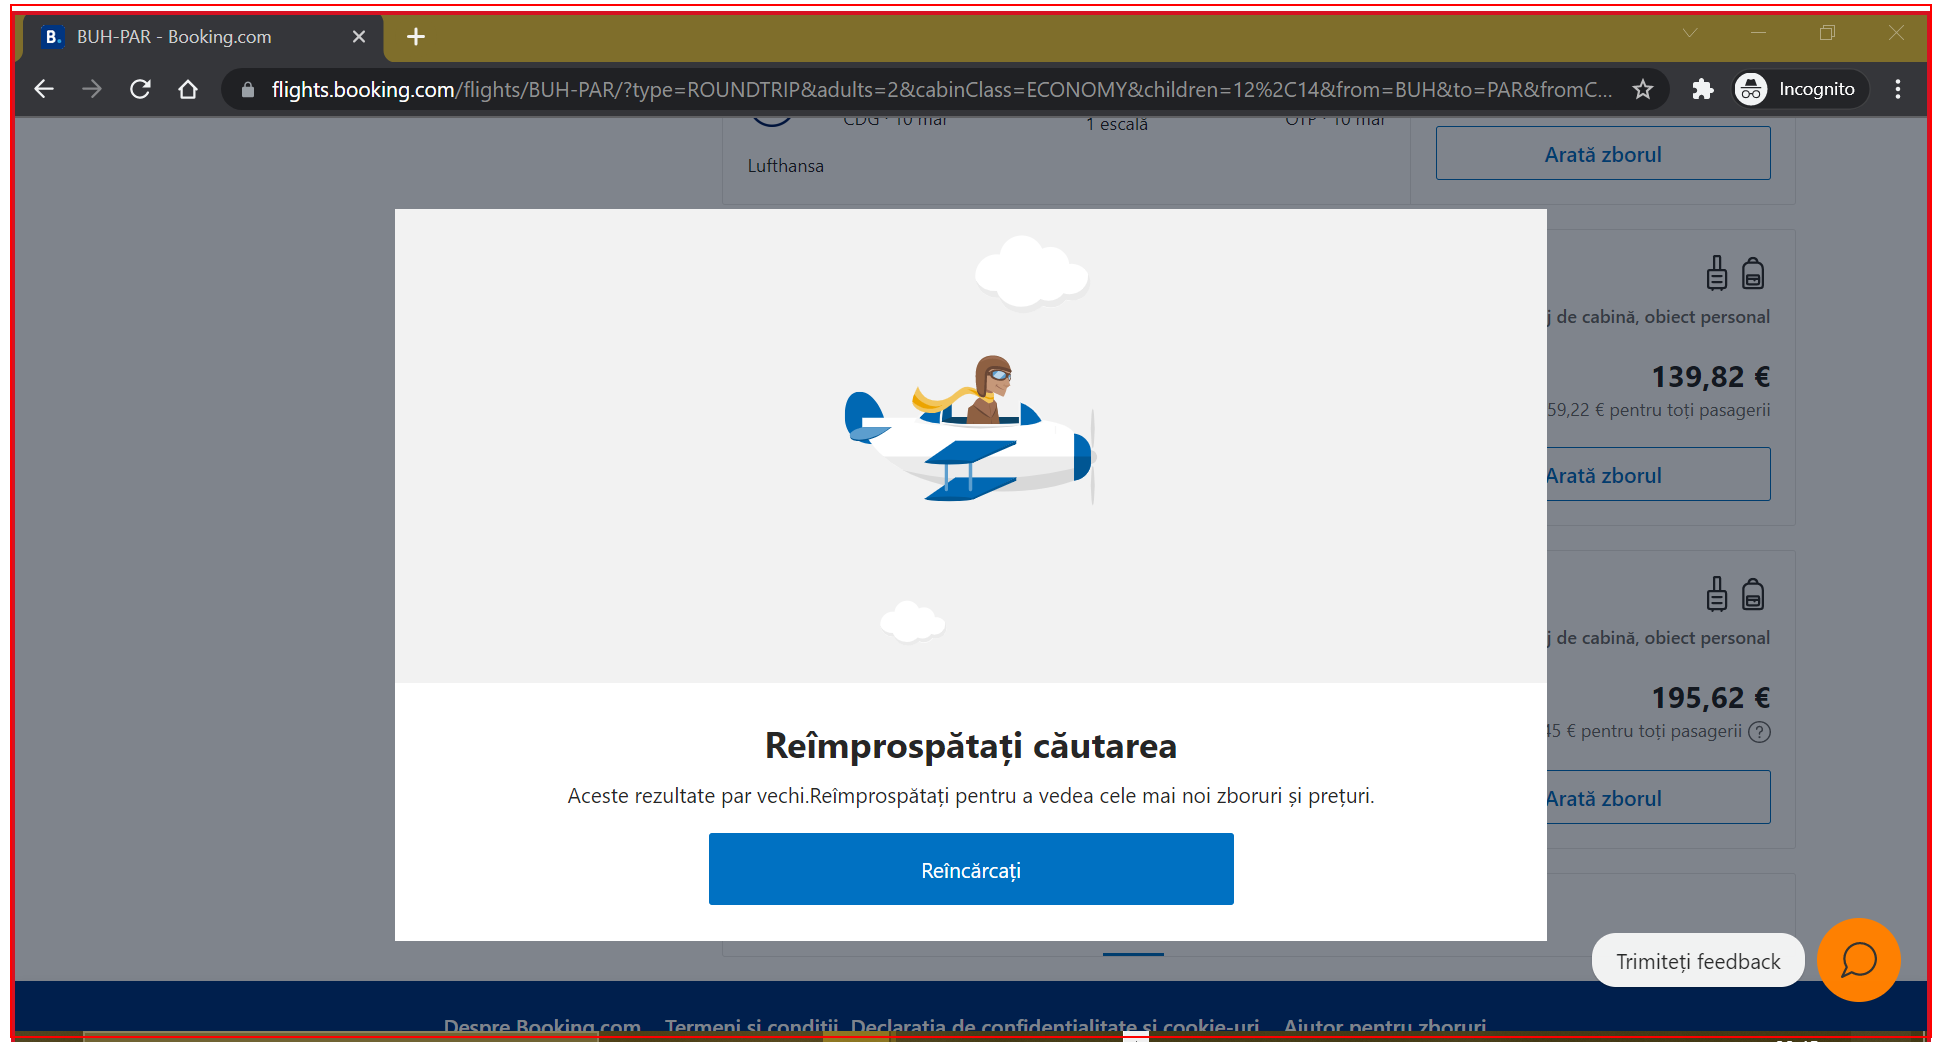 B. BUH-PAR - Booking.com
flights.booking.com/flights/BUH-PAR/?type=ROUNDTRIP&adults=2&cabinClass=ECONOMY&children=12%2C14&from=BUH&to=PAR&fromC...
Incognito
CDG · 10 mar
1 escală
OTP · 10 mar
Arată zborul
Lufthansa
j de cabină, obiect personal
139,82 €
59,22 € pentru toți pasagerii
Arată zborul
j de cabină, obiect personal
195,62 €
45 € pentru toți pasagerii ?
Arată zborul
Reîmprospătați căutarea
Aceste rezultate par vechi.Reîmprospătați pentru a vedea cele mai noi zboruri și prețuri.
Reîncărcați
Trimiteți feedback
Despre Booking.com Termeni și condiții Declarația de confidențialitate și cookie-uri Ajutor pentru zboruri